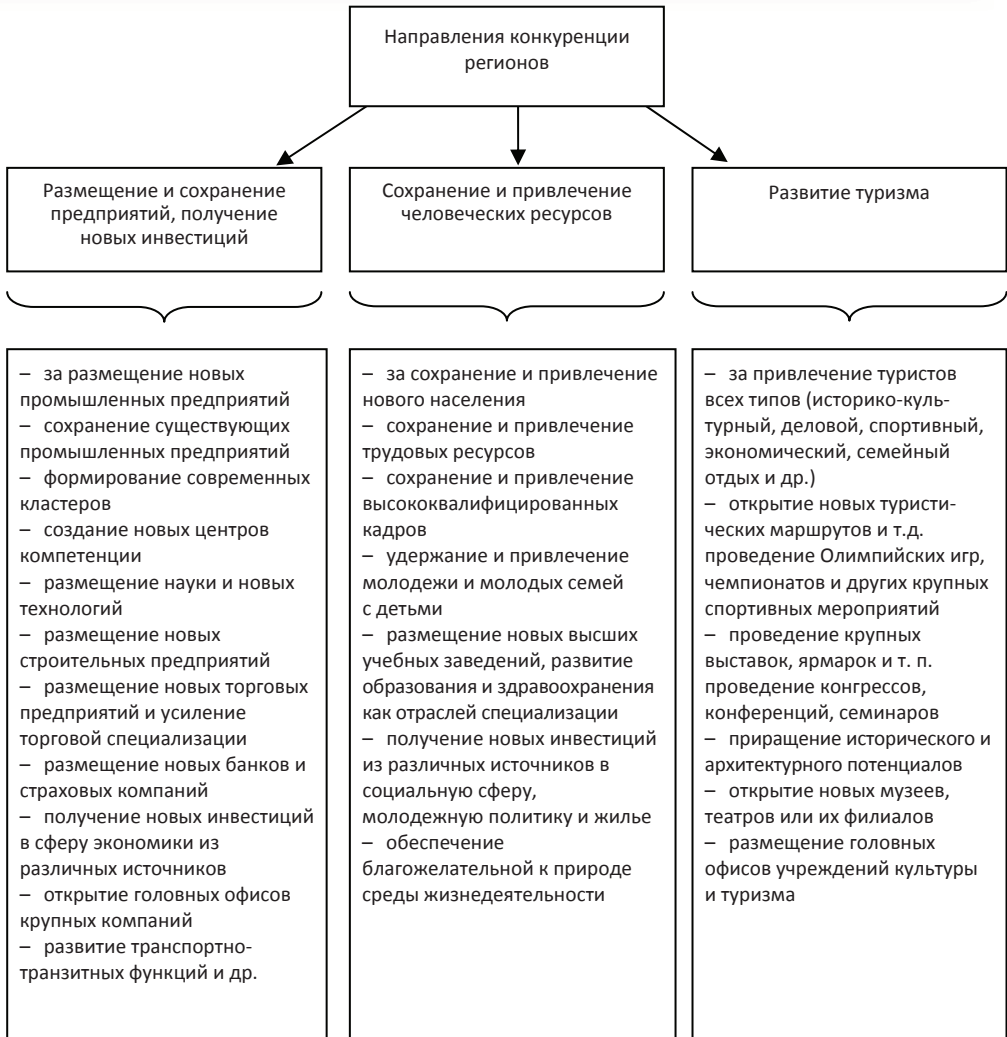 Направления конкуренции
регионов
Размещение и сохранение
предприятий, получение
новых инвестиций
Сохранение и привлечение
человеческих ресурсов
Развитие туризма
– за размещение новых
промышленных предприятий
– сохранение существующих
промышленных предприятий
– формирование современных
кластеров
– создание новых центров
компетенции
– размещение науки и новых
технологий
– размещение новых
строительных предприятий
– размещение новых торговых
предприятий и усиление
торговой специализации
– размещение новых банков и
страховых компаний
– получение новых инвестиций
в сферу экономики из
различных источников
– открытие головных офисов
крупных компаний
– развитие транспортно-
транзитных функций и др.
– за сохранение и привлечение
нового населения
– сохранение и привлечение
трудовых ресурсов
– сохранение и привлечение
высококвалифицированных
кадров
– удержание и привлечение
молодежи и молодых семей
с детьми
– размещение новых высших
учебных заведений, развитие
образования и здравоохранения
как отраслей специализации
– получение новых инвестиций
из различных источников в
социальную сферу,
молодежную политику и жилье
– обеспечение
благожелательной к природе
среды жизнедеятельности
– за привлечение туристов
всех типов (историко-куль-
турный, деловой, спортивный,
экономический, семейный
отдых и др.)
– открытие новых туристи-
ческих маршрутов и т.д.
проведение Олимпийских игр,
чемпионатов и других крупных
спортивных мероприятий
– проведение крупных
выставок, ярмарок и т. п.
проведение конгрессов,
конференций, семинаров
– приращение исторического и
архитектурного потенциалов
– открытие новых музеев,
театров или их филиалов
– размещение головных
офисов учреждений культуры
и туризма